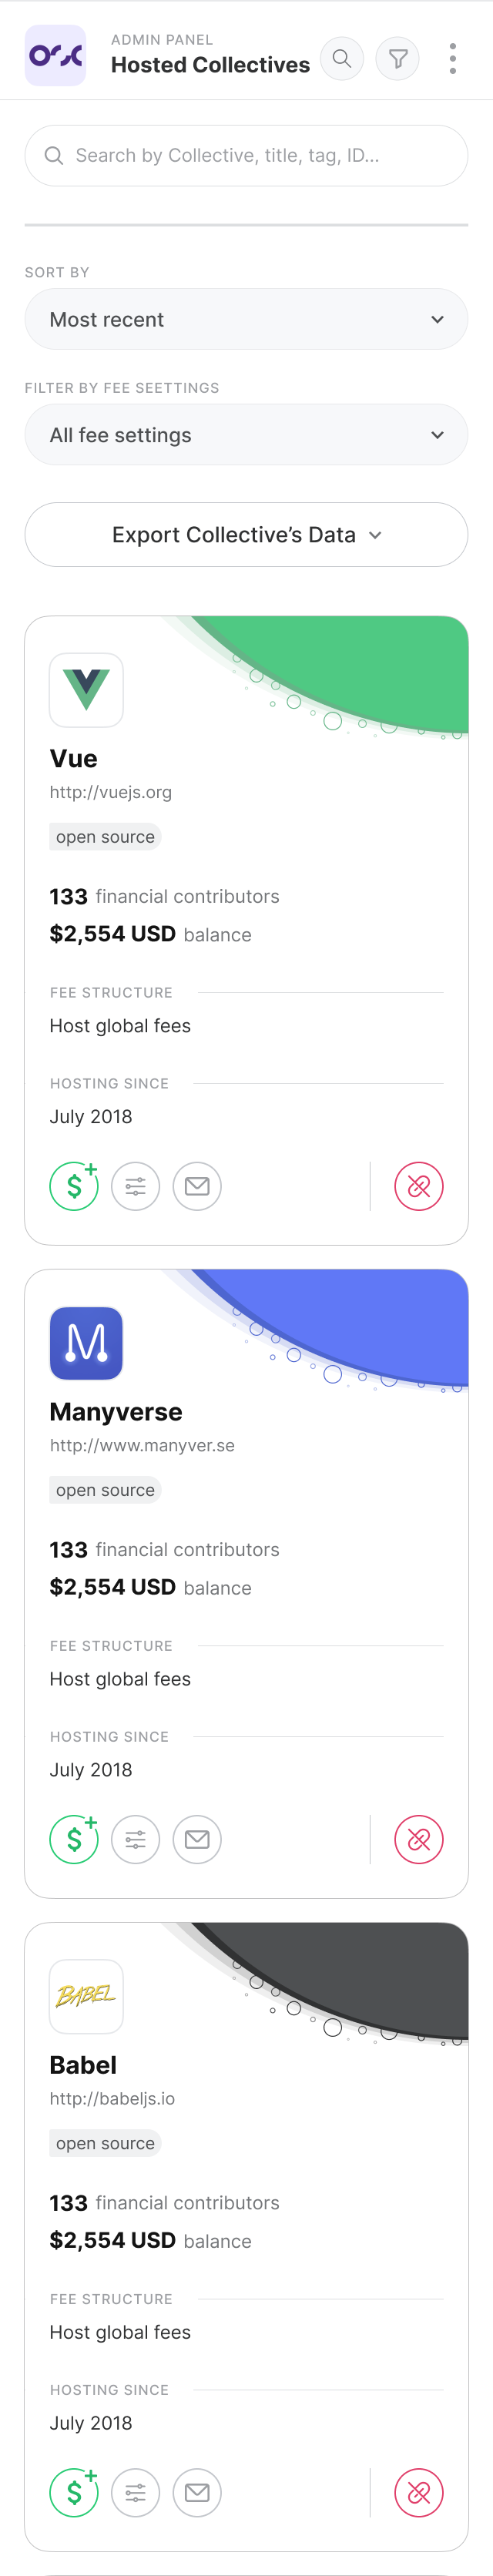 ADMIN PANEL
Hosted Collectives
Search by Collective, title, tag, ID...
SORT BY
Most recent
FILTER BY FEE SEETTINGS
All fee settings
Export Collective’s Data
Vue
http://vuejs.org
open source
133 financial contributors
$2,554 USD balance
FEE STRUCTURE
Host global fees
HOSTING SINCE
July 2018
M
Manyverse
http://www.manyver.se
open source
133 financial contributors
$2,554 USD balance
FEE STRUCTURE
Host global fees
HOSTING SINCE
July 2018
BABEL
Babel
http://babeljs.io
open source
133 financial contributors
$2,554 USD balance
FEE STRUCTURE
Host global fees
HOSTING SINCE
July 2018